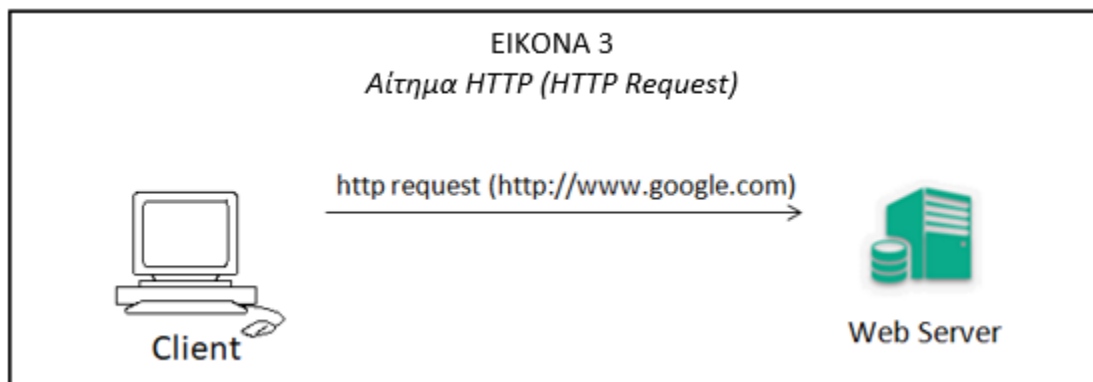 ΕΙΚΟΝΑ 3
Αίτημα HTTP (HTTP Request)
http request (http://www.google.com)
Client
Web Server